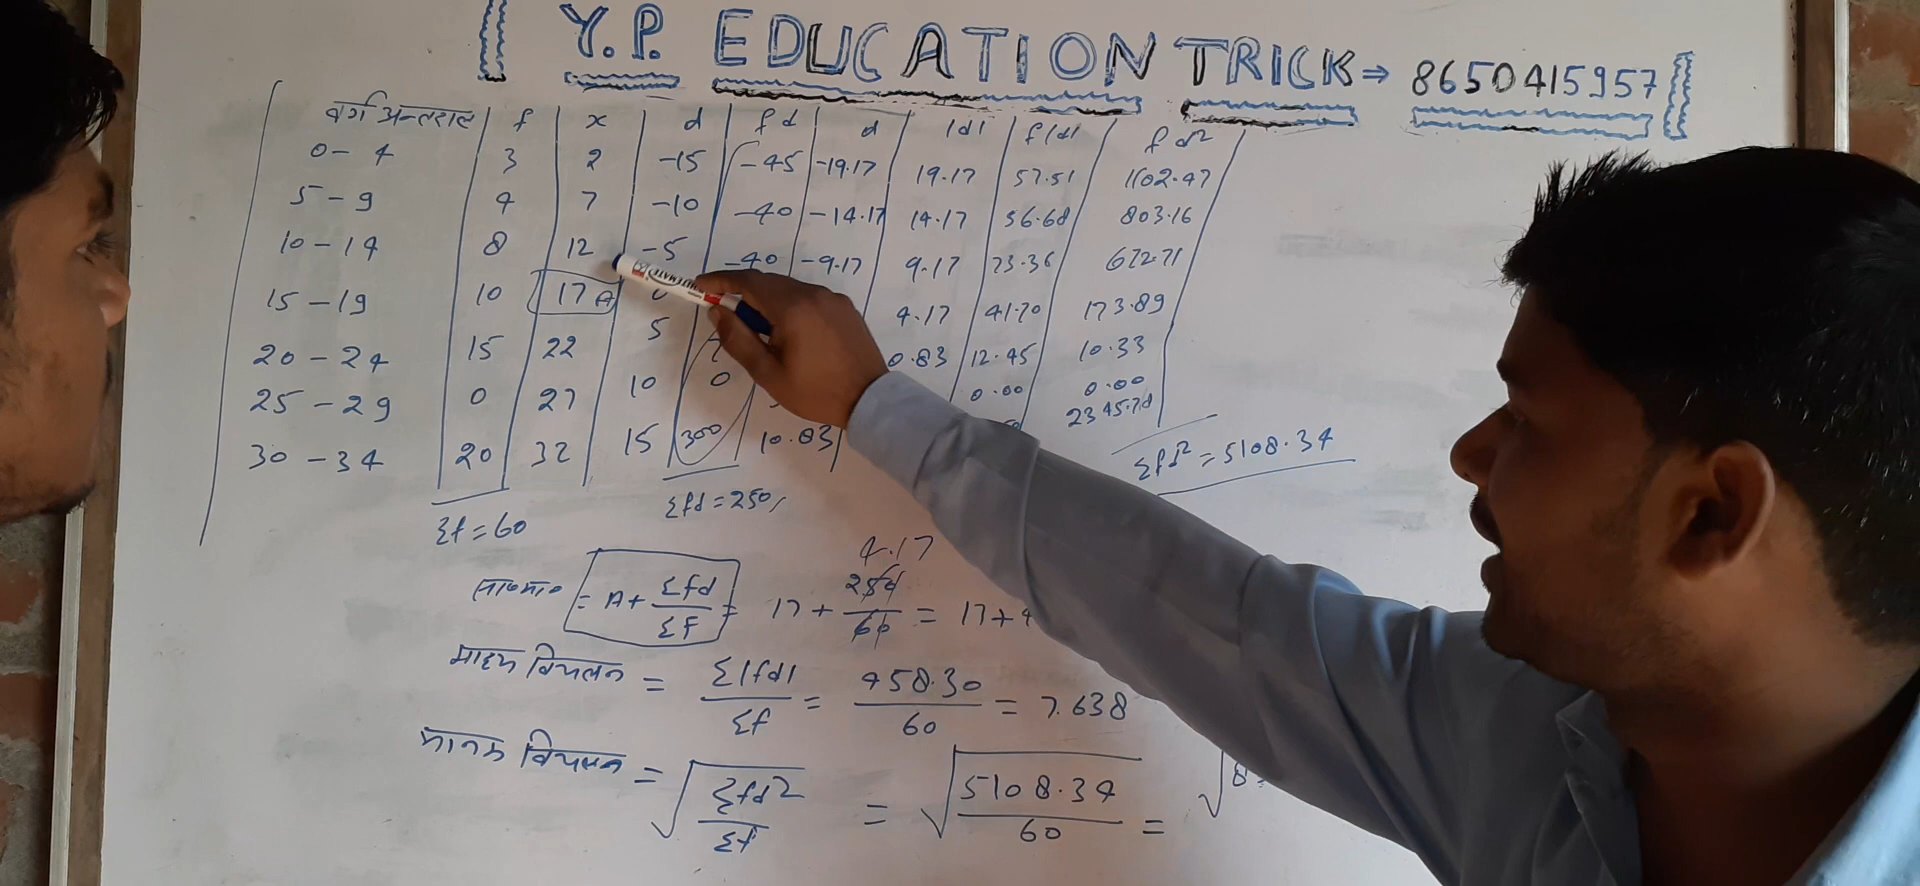 Y.P. EDUCATION TRICK ⇒ 8650415957
वर्ग अन्तराल f x d fd d |d| f|d| fd²
0 - 4 3 2 -15 -45 -19.17 19.17 57.51 1102.47
5 - 9 4 7 -10 -40 -14.17 14.17 56.68 803.16
10 - 14 8 12 -5 -40 -9.17 9.17 73.36 672.71
15 - 19 10 17 A 0 4.17 41.70 173.89
20 - 24 15 22 5 0.83 12.45 10.33
25 - 29 0 27 10 0 0.00 0.00
30 - 34 20 32 15 300 10.83 2345.78
Σf = 60 Σfd = 250 Σfd² = 5108.34
= A + Σfd/Σf = 17 + 250/60 = 17 + 4
4.17
माध्य विचलन = Σ|fd|/Σf = 458.30/60 = 7.638
मानक विचलन = √Σfd²/Σf = √5108.34/60 = √8